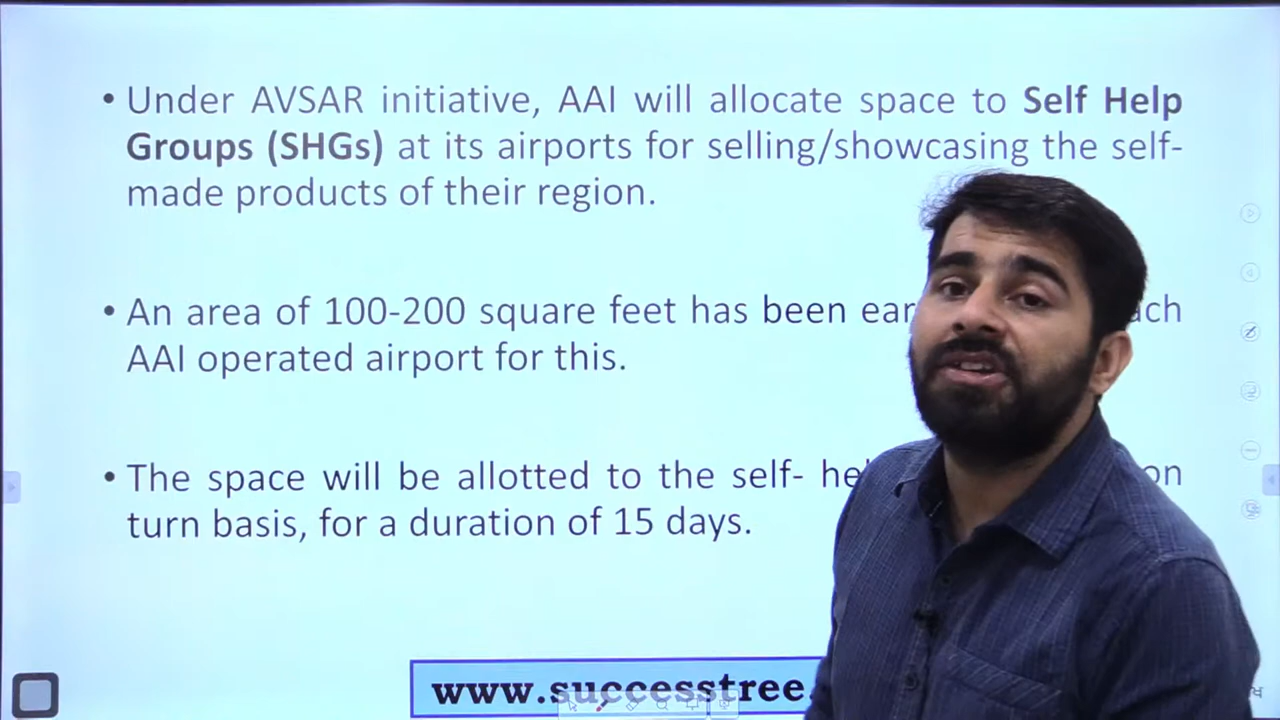 • Under AVSAR initiative, AAI will allocate space to Self Help
Groups (SHGs) at its airports for selling/showcasing the self-
made products of their region.
• An area of 100-200 square feet has been ear ach
AAI operated airport for this.
• The space will be allotted to the self- he on
turn basis, for a duration of 15 days.
www.successtree.